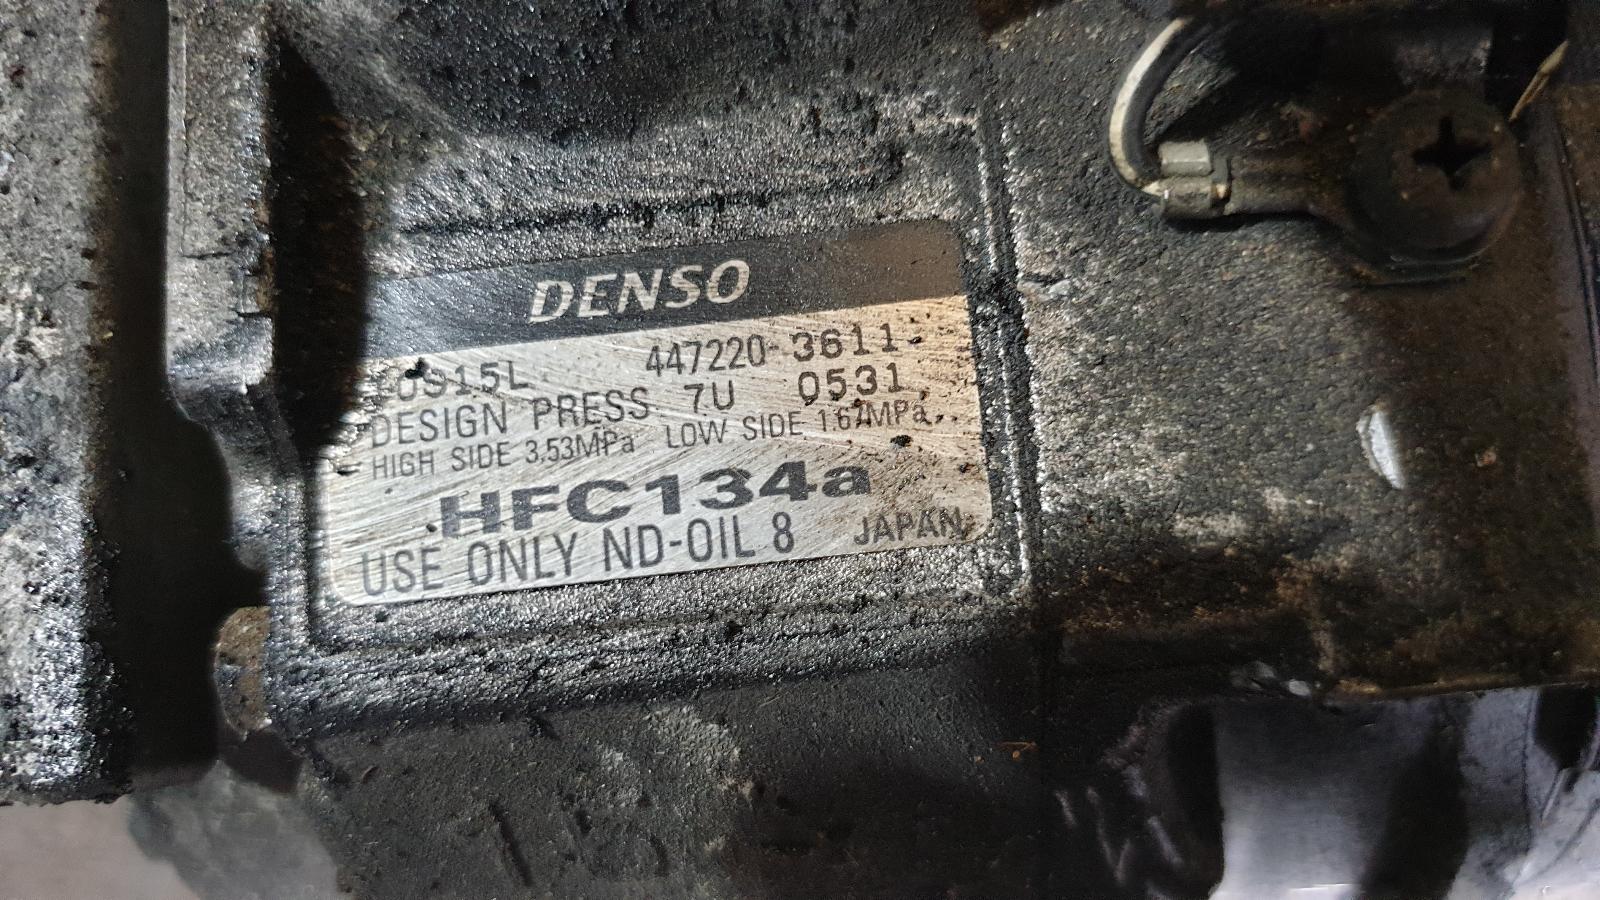 DENSO
10S15L 447220-3611
DESIGN PRESS. 7U 0531
HIGH SIDE 3.53MPa LOW SIDE 1.67MPa
HFC134a
USE ONLY ND-OIL 8 JAPAN